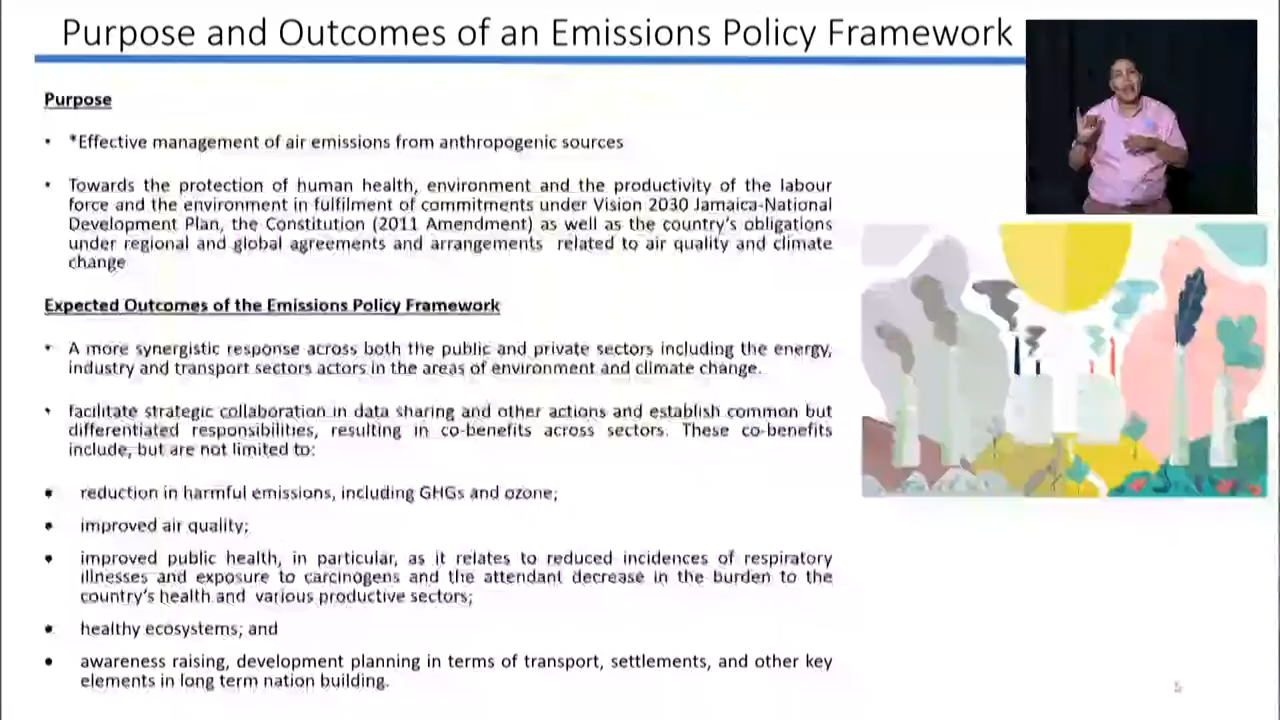 Purpose and Outcomes of an Emissions Policy Framework
Purpose
• *Effective management of air emissions from anthropogenic sources
• Towards the protection of human health, environment and the productivity of the labour
force and the environment in fulfilment of commitments under Vision 2030 Jamaica-National
Development Plan, the Constitution (2011 Amendment) as well as the country's obligations
under regional and global agreements and arrangements related to air quality and climate
change
Expected Outcomes of the Emissions Policy Framework
• A more synergistic response across both the public and private sectors including the energy,
industry and transport sectors actors in the areas of environment and climate change.
• facilitate strategic collaboration in data sharing and other actions and establish common but
differentiated responsibilities, resulting in co-benefits across sectors. These co-benefits
include, but are not limited to:
• reduction in harmful emissions, including GHGs and ozone;
• improved air quality;
• improved public health, in particular, as it relates to reduced incidences of respiratory
illnesses and exposure to carcinogens and the attendant decrease in the burden to the
country's health and various productive sectors;
• healthy ecosystems; and
• awareness raising, development planning in terms of transport, settlements, and other key
elements in long term nation building.
5